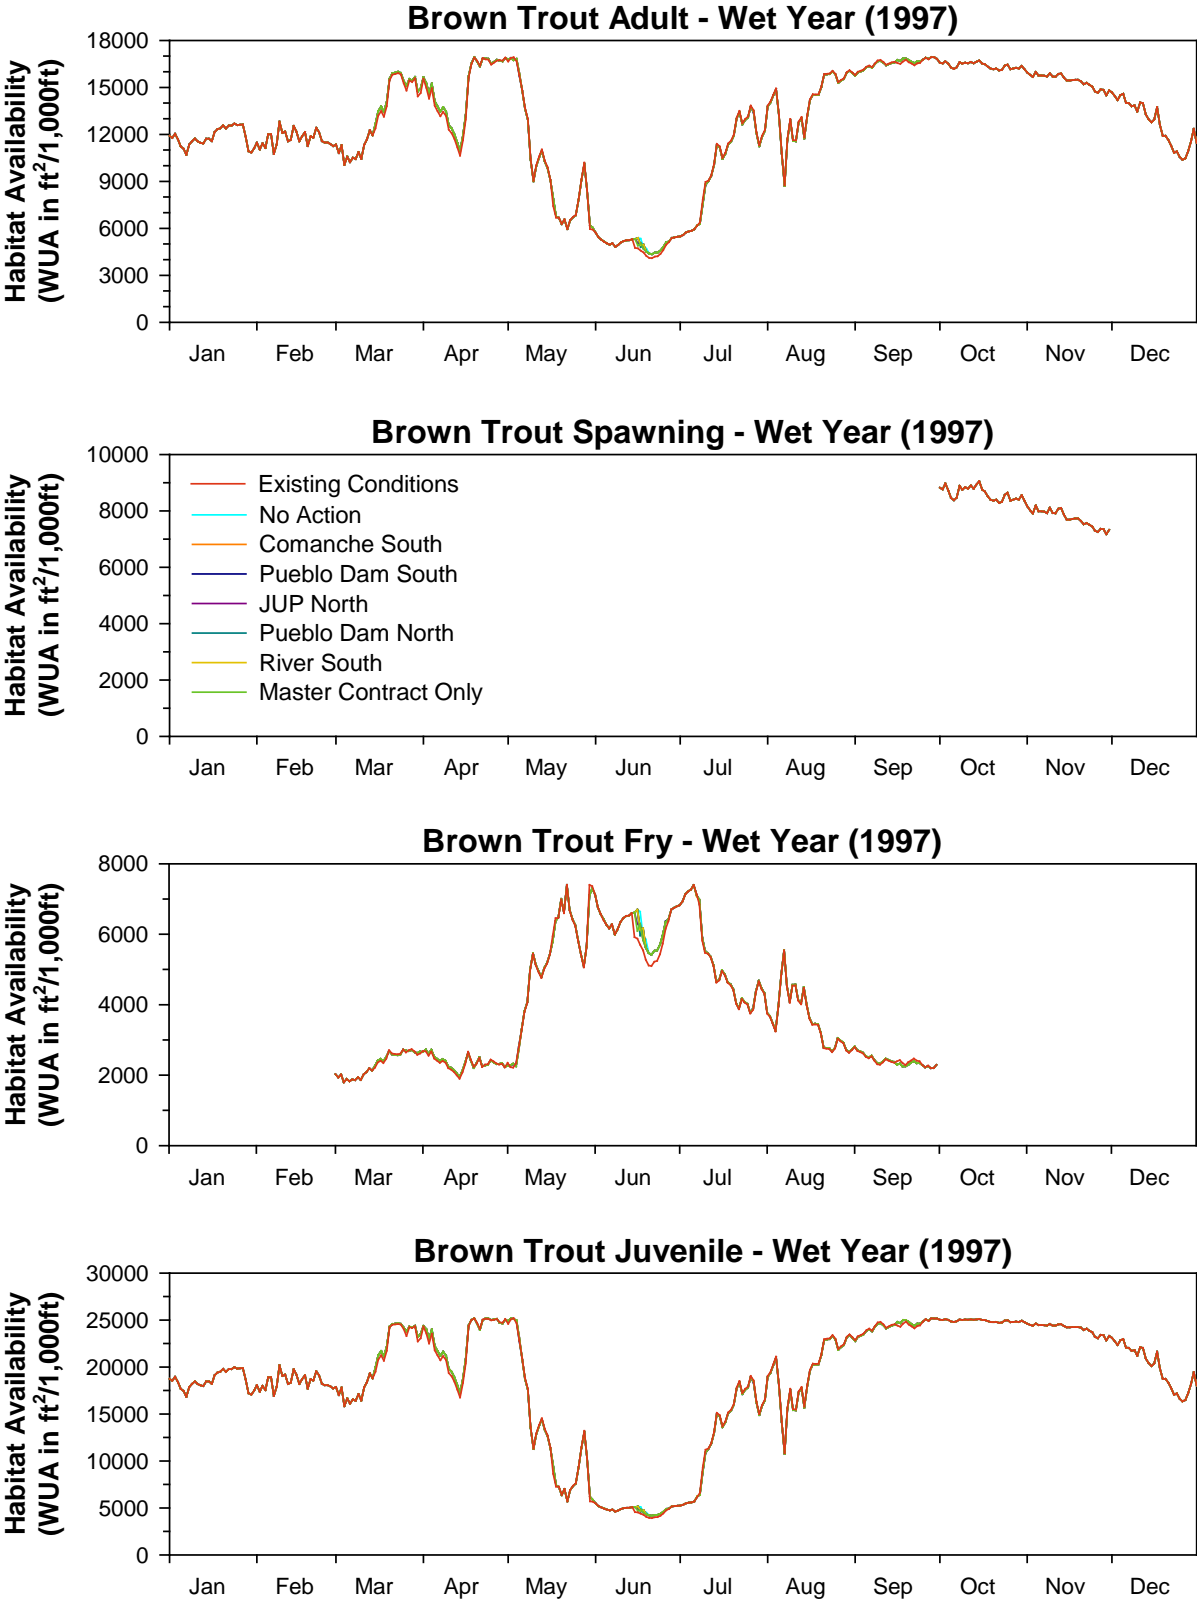 Brown Trout Adult - Wet Year (1997)
Habitat Availability
(WUA in ft²/1,000ft)
18000
15000
12000
9000
6000
3000
0
Jan Feb Mar Apr May Jun Jul Aug Sep Oct Nov Dec
Brown Trout Spawning - Wet Year (1997)
Habitat Availability
(WUA in ft²/1,000ft)
10000
8000
6000
4000
2000
0
Existing Conditions
No Action
Comanche South
Pueblo Dam South
JUP North
Pueblo Dam North
River South
Master Contract Only
Jan Feb Mar Apr May Jun Jul Aug Sep Oct Nov Dec
Brown Trout Fry - Wet Year (1997)
Habitat Availability
(WUA in ft²/1,000ft)
8000
6000
4000
2000
0
Jan Feb Mar Apr May Jun Jul Aug Sep Oct Nov Dec
Brown Trout Juvenile - Wet Year (1997)
Habitat Availability
(WUA in ft²/1,000ft)
30000
25000
20000
15000
10000
5000
0
Jan Feb Mar Apr May Jun Jul Aug Sep Oct Nov Dec